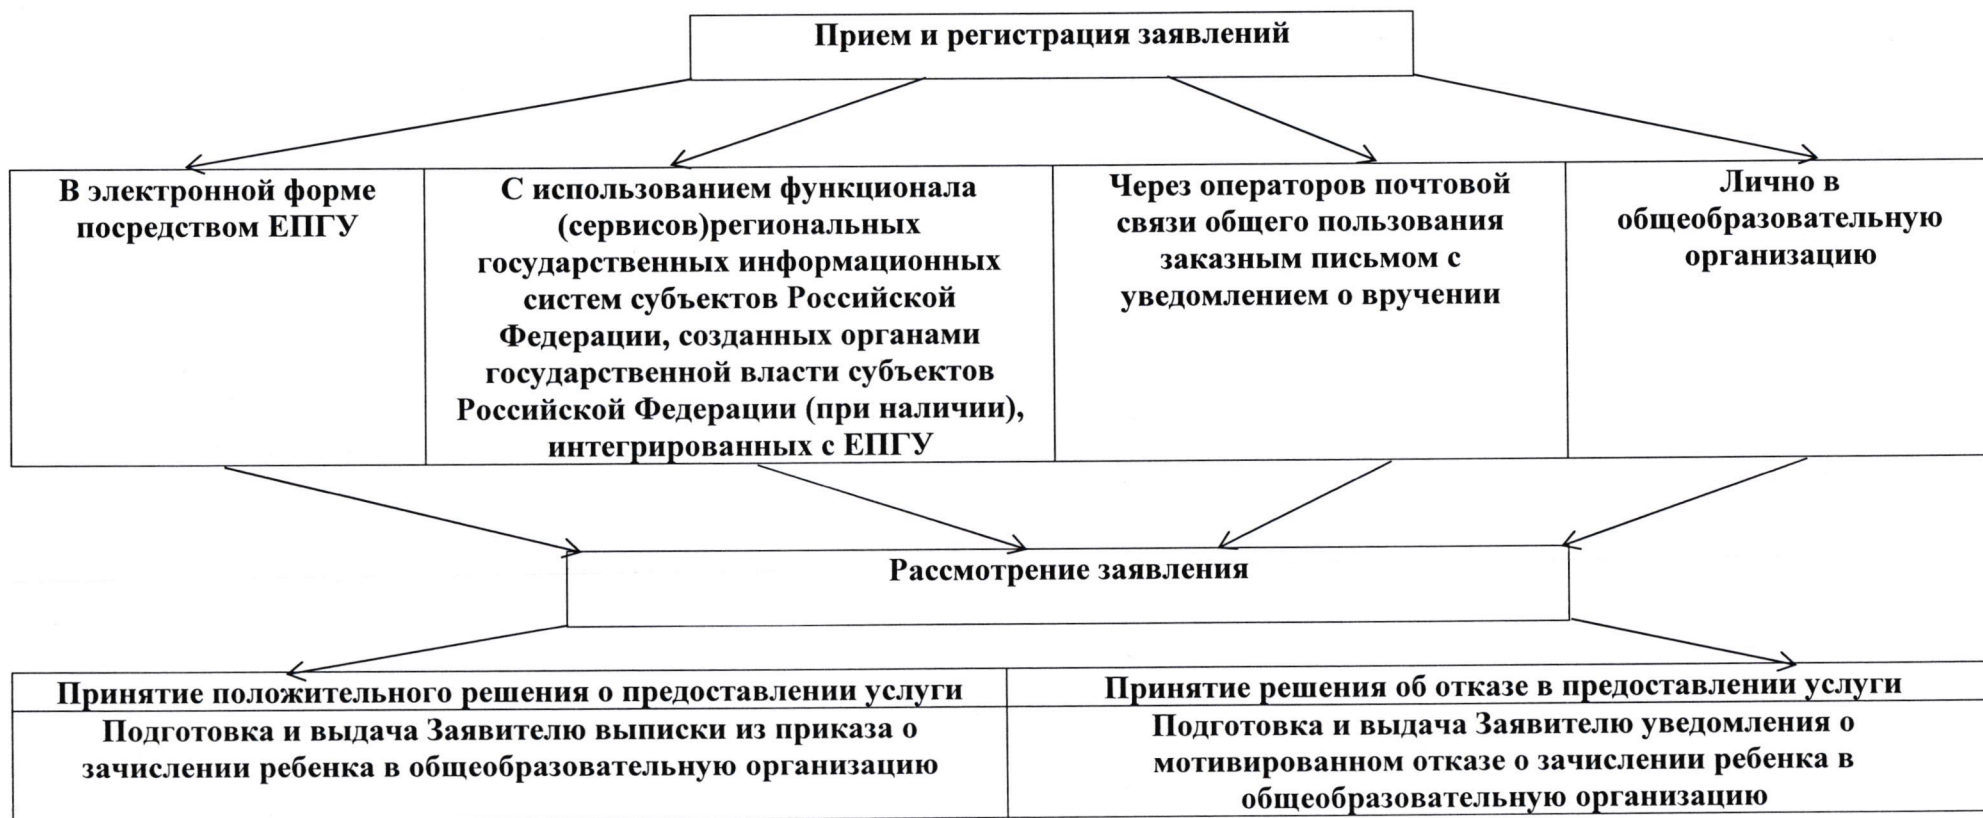 Прием и регистрация заявлений
В электронной форме
посредством ЕПГУ
С использованием функционала
(сервисов)региональных
государственных информационных
систем субъектов Российской
Федерации, созданных органами
государственной власти субъектов
Российской Федерации (при наличии),
интегрированных с ЕПГУ
Через операторов почтовой
связи общего пользования
заказным письмом с
уведомлением о вручении
Лично в
общеобразовательную
организацию
Рассмотрение заявления
Принятие положительного решения о предоставлении услуги
Принятие решения об отказе в предоставлении услуги
Подготовка и выдача Заявителю выписки из приказа о
зачислении ребенка в общеобразовательную организацию
Подготовка и выдача Заявителю уведомления о
мотивированном отказе о зачислении ребенка в
общеобразовательную организацию